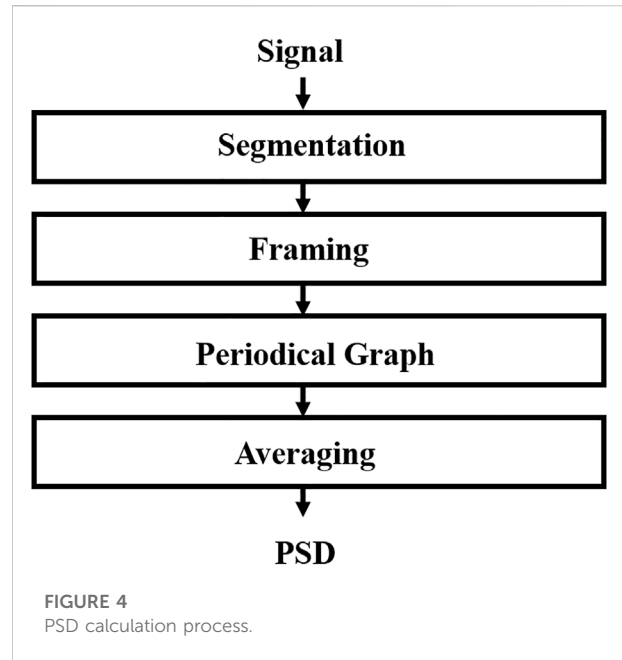 Signal
Segmentation
Framing
Periodical Graph
Averaging
PSD
FIGURE 4
PSD calculation process.